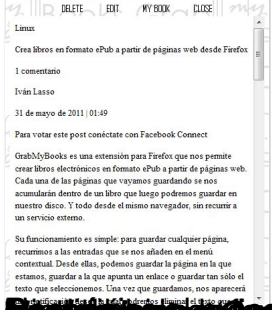 DELETE EDIT MY BOOK CLOSE
Linux
Crea libros en formato ePub a partir de páginas web desde Firefox
1 comentario
Iván Lasso
31 de mayo de 2011 | 01:49
Para votar este post conéctate con Facebook Connect
GrabMyBooks es una extensión para Firefox que nos permite
crear libros electrónicos en formato ePub a partir de páginas web.
Cada una de las páginas que vayamos guardando se nos
acumularán dentro de un libro que luego podremos guardar en
nuestro disco. Y todo desde el mismo navegador, sin recurrir a
un servicio externo.
Su funcionamiento es simple: para guardar cualquier página,
recurrimos a las entradas que se nos añaden en el menú
contextual. Desde ellas, podemos guardar la página en la que
estamos, guardar a la que apunta un enlace o guardar tan sólo el
texto que seleccionemos. Una vez que guardamos, nos aparecerá